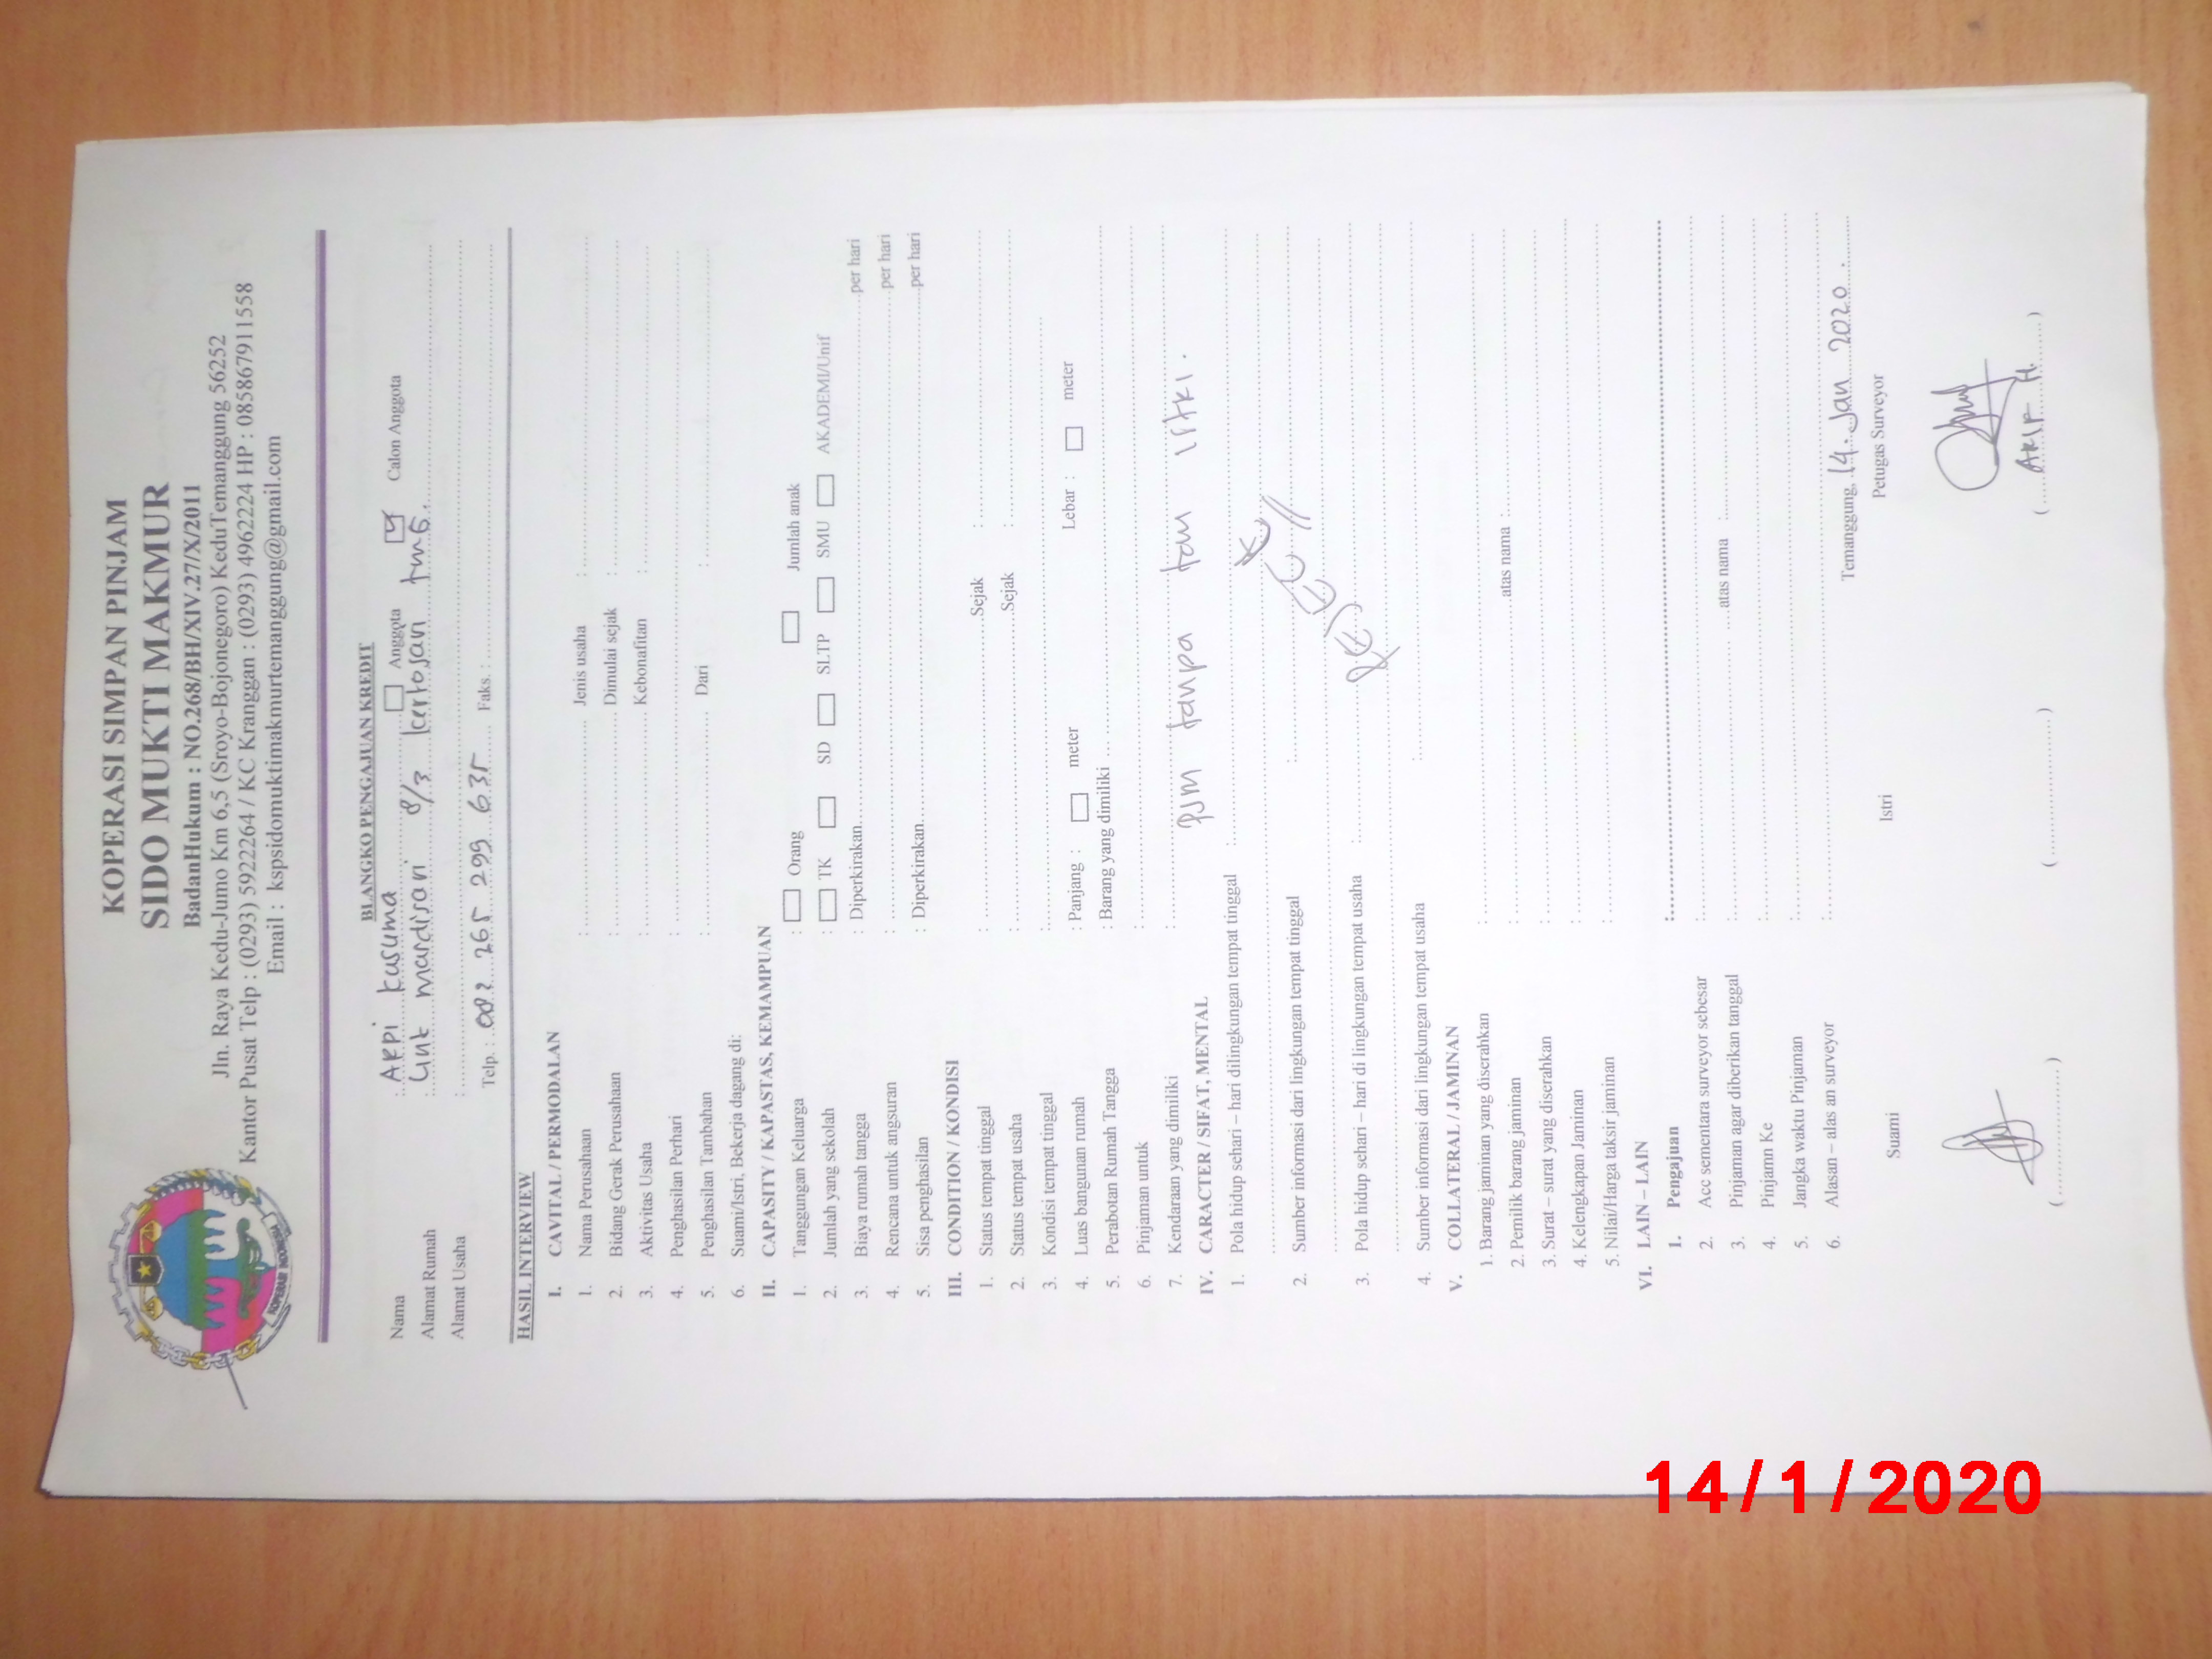 KOPERASI SIMPAN PINJAM
SIDO MUKTI MAKMUR
BadanHukum : NO.268/BH/XIV.27/X/2011
Jln. Raya Kedu-Jumo Km 6,5 (Sroyo-Bojonegoro) KeduTemanggung 56252
Kantor Pusat Telp : (0293) 5922264 / KC Kranggan : (0293) 4962224 HP : 085867911558
Email : kspsidomuktimakmurtemanggung@gmail.com
KOPERASI INDONESIA
BLANGKO PENGAJUAN KREDIT
Nama : ARPI kusuma Anggota Calon Anggota
Alamat Rumah : Link mardisari 8/3 kertosari tmg.
Alamat Usaha :
Telp. : 082 265 299 635 Faks. :
HASIL INTERVIEW
I. CAVITAL / PERMODALAN
1. Nama Perusahaan : Jenis usaha :
2. Bidang Gerak Perusahaan : Dimulai sejak :
3. Aktivitas Usaha : Kebonafitan :
4. Penghasilan Perhari :
5. Penghasilan Tambahan : Dari :
6. Suami/Istri, Bekerja dagang di:
II. CAPASITY / KAPASTAS, KEMAMPUAN
1. Tanggungan Keluarga : Orang Jumlah anak
2. Jumlah yang sekolah : TK SD SLTP SMU AKADEMI/Unif
3. Biaya rumah tangga : Diperkirakan per hari
4. Rencana untuk angsuran : per hari
5. Sisa penghasilan : Diperkirakan per hari
III. CONDITION / KONDISI
1. Status tempat tinggal : Sejak :
2. Status tempat usaha : Sejak :
3. Kondisi tempat tinggal :
4. Luas bangunan rumah : Panjang : meter Lebar : meter
5. Perabotan Rumah Tangga : Barang yang dimiliki
6. Pinjaman untuk :
7. Kendaraan yang dimiliki : PJM tanpa tau istri.
IV. CARACTER / SIFAT, MENTAL
1. Pola hidup sehari – hari dilingkungan tempat tinggal :
2. Sumber informasi dari lingkungan tempat tinggal :
3. Pola hidup sehari – hari di lingkungan tempat usaha :
4. Sumber informasi dari lingkungan tempat usaha :
V. COLLATERAL / JAMINAN
1. Barang jaminan yang diserahkan :
2. Pemilik barang jaminan : atas nama :
3. Surat – surat yang diserahkan :
4. Kelengkapan Jaminan :
5. Nilai/Harga taksir jaminan :
VI. LAIN – LAIN
1. Pengajuan :
2. Acc sementara surveyor sebesar :
3. Pinjaman agar diberikan tanggal : atas nama :
4. Pinjamn Ke :
5. Jangka waktu Pinjaman :
6. Alasan – alas an surveyor :
Temanggung, 14. Jan 2020.
Suami Istri Petugas Surveyor
(..............) (..............) (ARIF H.)
14/1/2020